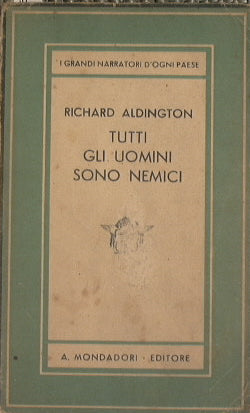 I GRANDI NARRATORI D'OGNI PAESE
RICHARD ALDINGTON
TUTTI
GLI UOMINI
SONO NEMICI
A. MONDADORI - EDITORE